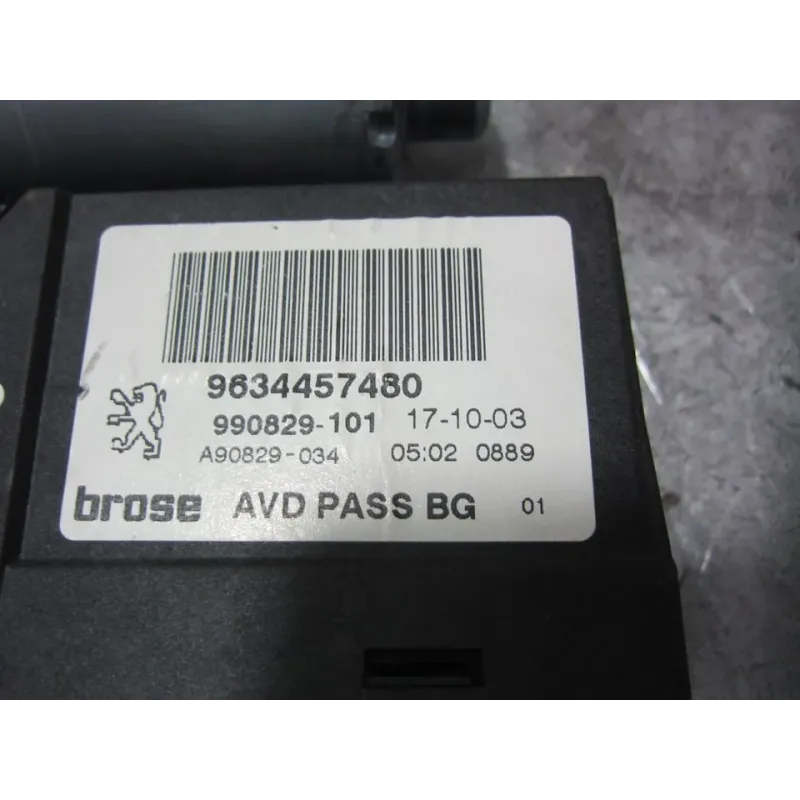 9634457480
990829-101 17-10-03
A90829-034 05:02 0889
brose AVD PASS BG 01